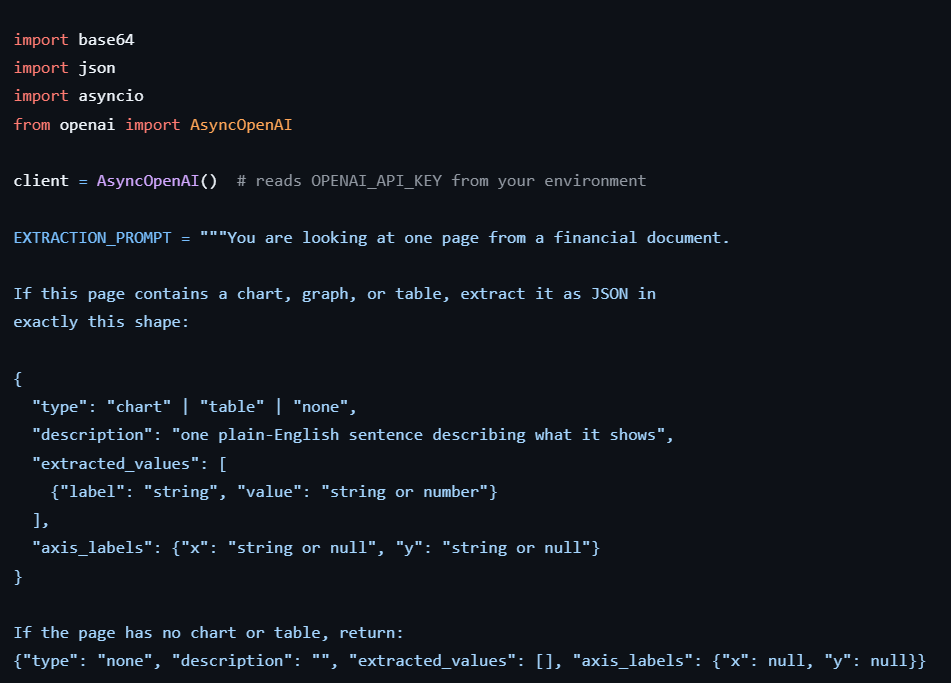 import base64
import json
import asyncio
from openai import AsyncOpenAI
client = AsyncOpenAI()  # reads OPENAI_API_KEY from your environment
EXTRACTION_PROMPT = """You are looking at one page from a financial document.
If this page contains a chart, graph, or table, extract it as JSON in
exactly this shape:
{
  "type": "chart" | "table" | "none",
  "description": "one plain-English sentence describing what it shows",
  "extracted_values": [
    {"label": "string", "value": "string or number"}
  ],
  "axis_labels": {"x": "string or null", "y": "string or null"}
}
If the page has no chart or table, return:
{"type": "none", "description": "", "extracted_values": [], "axis_labels": {"x": null, "y": null}}